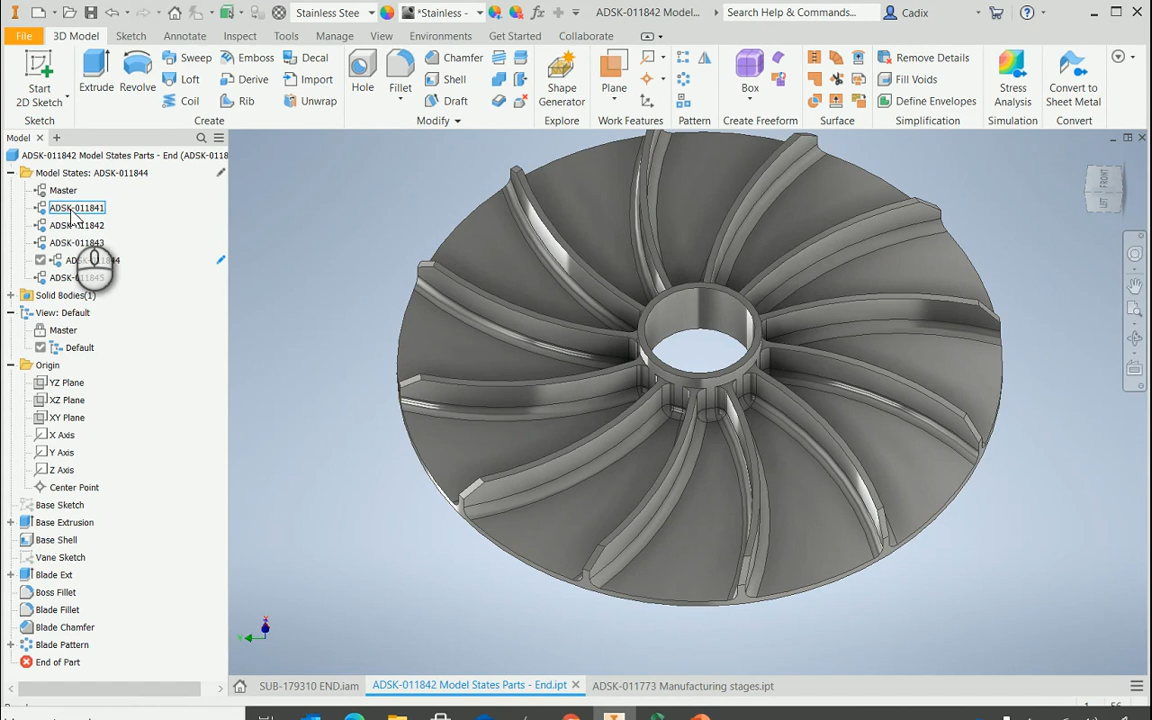 Stainless Stee
*Stainless -
fx
ADSK-011842 Model...
Search Help & Commands...
Cadix
File
3D Model
Sketch
Annotate
Inspect
Tools
Manage
View
Environments
Get Started
Collaborate
Start
2D Sketch
Extrude
Revolve
Sweep
Loft
Coil
Emboss
Derive
Rib
Decal
Import
Unwrap
Hole
Fillet
Chamfer
Shell
Draft
Shape
Generator
Plane
Box
Remove Details
Fill Voids
Define Envelopes
Stress
Analysis
Convert to
Sheet Metal
Sketch
Create
Modify
Explore
Work Features
Pattern
Create Freeform
Surface
Simplification
Simulation
Convert
Model
ADSK-011842 Model States Parts - End (ADSK-0118
Model States: ADSK-011844
Master
ADSK-011841
ADSK-011842
ADSK-011843
ADSK-011844
ADSK-011845
Solid Bodies(1)
View: Default
Master
Default
Origin
YZ Plane
XZ Plane
XY Plane
X Axis
Y Axis
Z Axis
Center Point
Base Sketch
Base Extrusion
Base Shell
Vane Sketch
Blade Ext
Boss Fillet
Blade Fillet
Blade Chamfer
Blade Pattern
End of Part
FRONT
LEFT
SUB-179310 END.iam
ADSK-011842 Model States Parts - End.ipt
ADSK-011773 Manufacturing stages.ipt